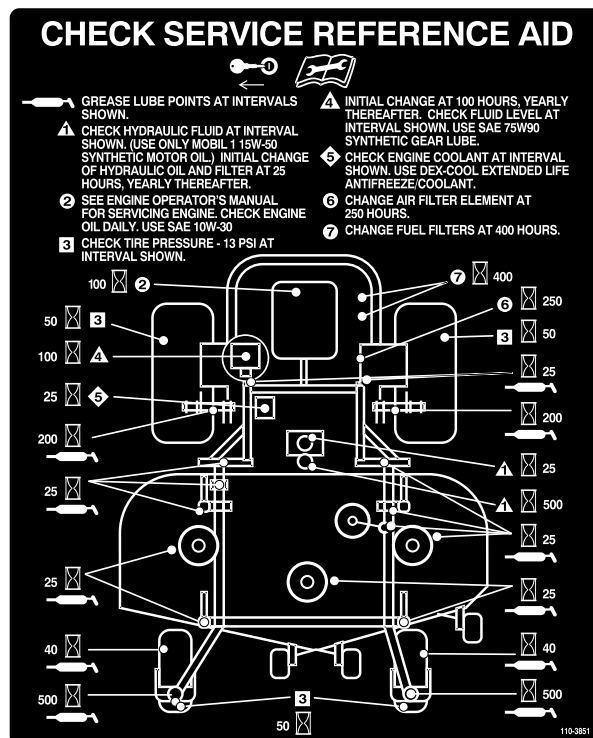 CHECK SERVICE REFERENCE AID
GREASE LUBE POINTS AT INTERVALS
SHOWN.
1 CHECK HYDRAULIC FLUID AT INTERVAL
SHOWN. (USE ONLY MOBIL 1 15W-50
SYNTHETIC MOTOR OIL.) INITIAL CHANGE
OF HYDRAULIC OIL AND FILTER AT 25
HOURS, YEARLY THEREAFTER.
2 SEE ENGINE OPERATOR'S MANUAL
FOR SERVICING ENGINE. CHECK ENGINE
OIL DAILY. USE SAE 10W-30
3 CHECK TIRE PRESSURE - 13 PSI AT
INTERVAL SHOWN.
4 INITIAL CHANGE AT 100 HOURS, YEARLY
THEREAFTER. CHECK FLUID LEVEL AT
INTERVAL SHOWN. USE SAE 75W90
SYNTHETIC GEAR LUBE.
5 CHECK ENGINE COOLANT AT INTERVAL
SHOWN. USE DEX-COOL EXTENDED LIFE
ANTIFREEZE/COOLANT.
6 CHANGE AIR FILTER ELEMENT AT
250 HOURS.
7 CHANGE FUEL FILTERS AT 400 HOURS.
100 2
7 400
6 250
50 3
3 50
100 4
25
25 5
200
200
1 25
25
1 500
25
25
25
40
40
500
500
3
50
110-3851